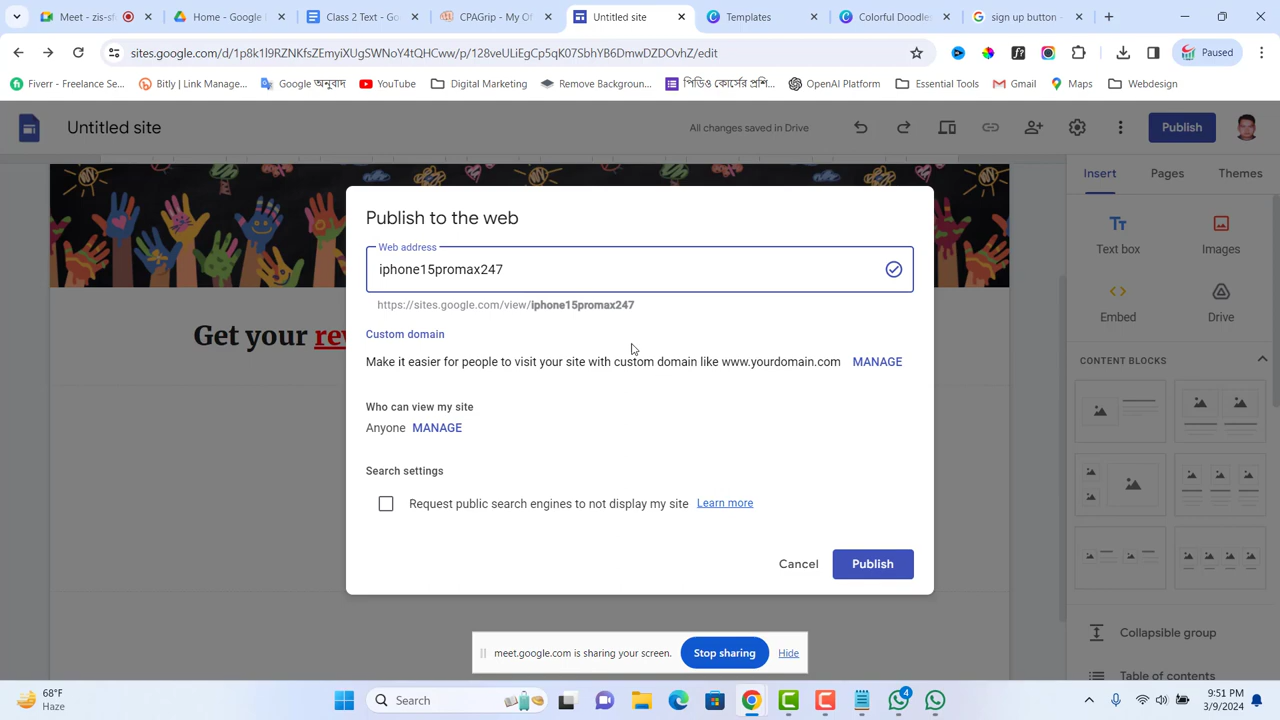 Meet - zis-sf
Home - Google
Class 2 Text - Go
CPAGrip - My Of
Untitled site
Templates
Colorful Doodles
sign up button -
sites.google.com/d/1p8k1l9RZNKfsZEmyiXUgSWNoY4tQHCww/p/128veULiEgCp5qK07SbhYB6DmwDZDOvhZ/edit
Paused
Fiverr - Freelance Se...
Bitly | Link Manage...
Google অনুবাদ
YouTube
Digital Marketing
Remove Backgroun...
পিডিও কোর্সের প্রশি...
OpenAI Platform
Essential Tools
Gmail
Maps
Webdesign
Untitled site
All changes saved in Drive
Publish
Insert
Pages
Themes
Text box
Images
Embed
Drive
CONTENT BLOCKS
Collapsible group
Table of contents
Get your
Publish to the web
Web address
iphone15promax247
https://sites.google.com/view/iphone15promax247
Custom domain
Make it easier for people to visit your site with custom domain like www.yourdomain.com MANAGE
Who can view my site
Anyone MANAGE
Search settings
Request public search engines to not display my site Learn more
Cancel
Publish
meet.google.com is sharing your screen.
Stop sharing
Hide
68°F
Haze
Search
4
9:51 PM
3/9/2024